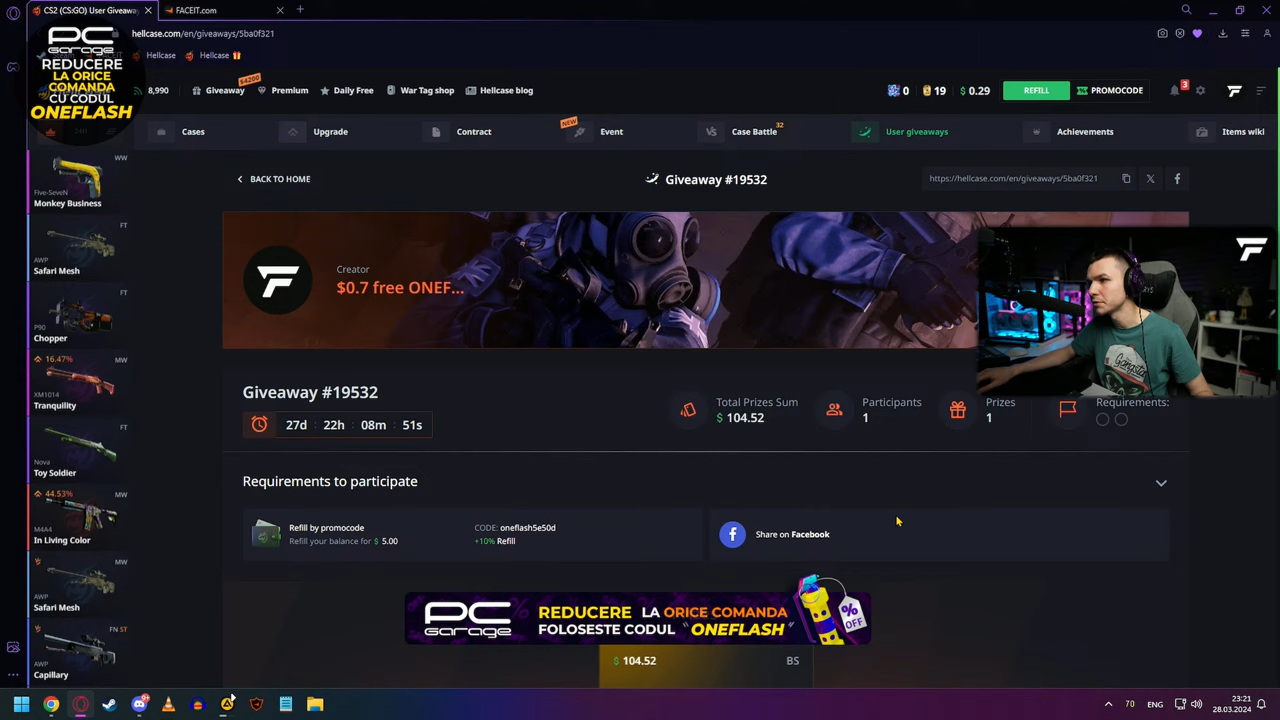 CS2 (CS:GO) User Giveaway
FACEIT.com
hellcase.com/en/giveaways/5ba0f321
Hellcase
Hellcase
PC
garage
REDUCERE
LA ORICE
COMANDA
CU CODUL
ONEFLASH
8,990
Giveaway
$4200
Premium
Daily Free
War Tag shop
Hellcase blog
0
19
$ 0.29
REFILL
PROMOCODE
3
Cases
Upgrade
Contract
NEW
Event
Case Battle
32
User giveaways
Achievements
Items wiki
WW
Five-SeveN
Monkey Business
FT
AWP
Safari Mesh
FT
P90
Chopper
16.47%
MW
XM1014
Tranquility
FT
Nova
Toy Soldier
44.53%
MW
M4A4
In Living Color
MW
AWP
Safari Mesh
FN ST
AWP
Capillary
BACK TO HOME
Giveaway #19532
https://hellcase.com/en/giveaways/5ba0f321
Creator
$0.7 free ONEF...
Giveaway #19532
27d 22h 08m 51s
Total Prizes Sum
$ 104.52
Participants
1
Prizes
1
Requirements:
Requirements to participate
Refill by promocode
Refill your balance for $ 5.00
CODE: oneflash5e50d
+10% Refill
Share on Facebook
PC
garage
REDUCERE LA ORICE COMANDA
FOLOSESTE CODUL "ONEFLASH"
%
OFF
$ 104.52
BS
70
ENG
23:21
28.03.2024